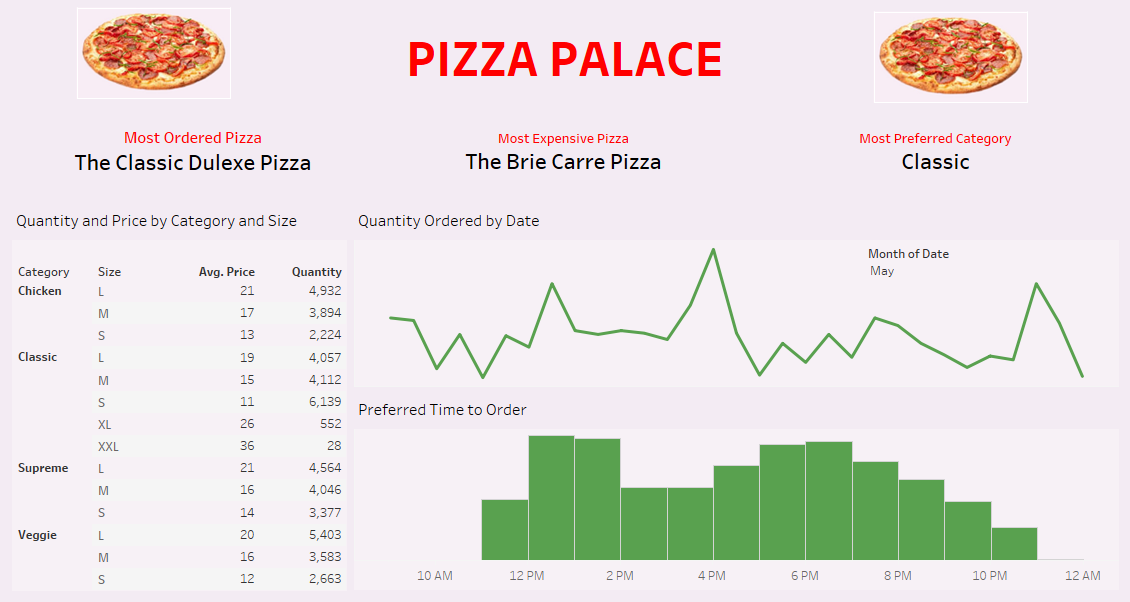 PIZZA PALACE
Most Ordered Pizza
The Classic Dulexe Pizza
Most Expensive Pizza
The Brie Carre Pizza
Most Preferred Category
Classic
Quantity and Price by Category and Size
Category Size Avg. Price Quantity
Chicken L 21 4,932
M 17 3,894
S 13 2,224
Classic L 19 4,057
M 15 4,112
S 11 6,139
XL 26 552
XXL 36 28
Supreme L 21 4,564
M 16 4,046
S 14 3,377
Veggie L 20 5,403
M 16 3,583
S 12 2,663
Quantity Ordered by Date
Month of Date
May
Preferred Time to Order
10 AM 12 PM 2 PM 4 PM 6 PM 8 PM 10 PM 12 AM